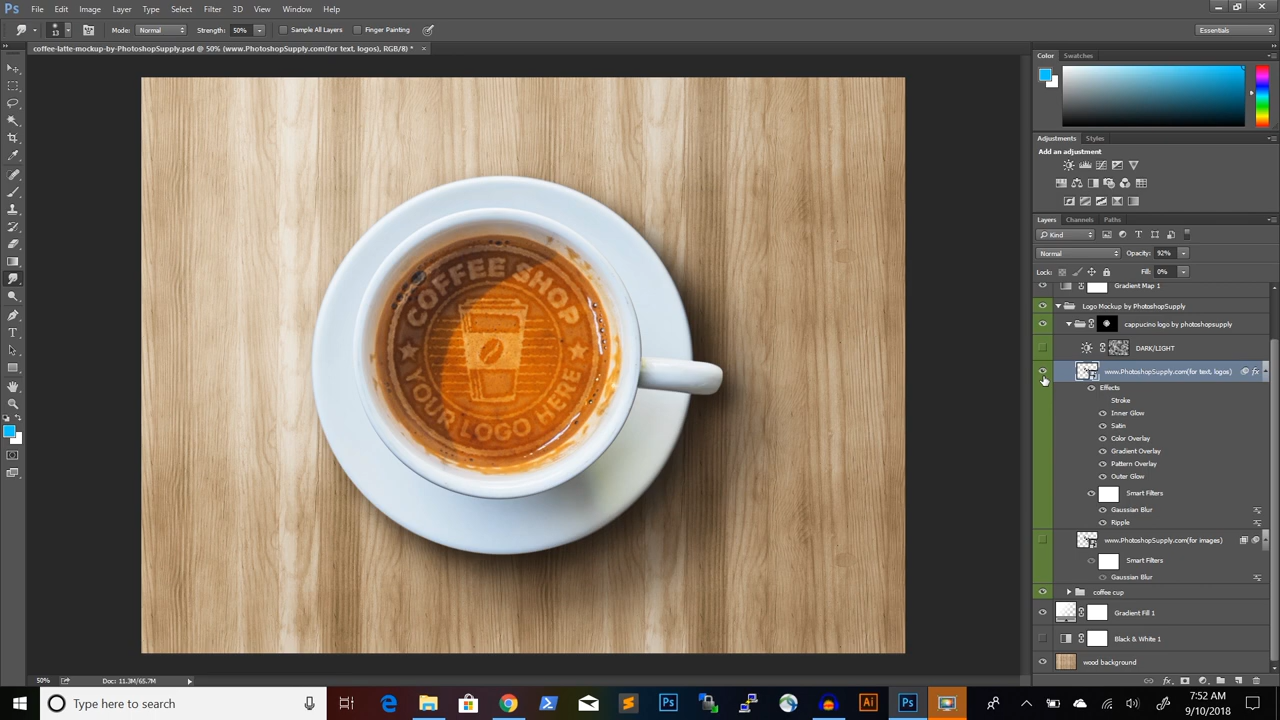 Ps File Edit Image Layer Type Select Filter 3D View Window Help
13 Mode: Normal Strength: 50% Sample All Layers Finger Painting Essentials
coffee-latte-mockup-by-PhotoshopSupply.psd @ 50% (www.PhotoshopSupply.com(for text, logos), RGB/8) * ×
Color Swatches
Adjustments Styles
Add an adjustment
Layers Channels Paths
Kind
Normal Opacity: 92%
Lock: Fill: 0%
Gradient Map 1
Logo Mockup by PhotoshopSupply
cappucino logo by photoshopsupply
DARK/LIGHT
www.PhotoshopSupply.com(for text, logos) fx
Effects
Stroke
Inner Glow
Satin
Color Overlay
Gradient Overlay
Pattern Overlay
Outer Glow
Smart Filters
Gaussian Blur
Ripple
www.PhotoshopSupply.com(for images)
Smart Filters
Gaussian Blur
coffee cup
Gradient Fill 1
Black & White 1
wood background
COFFEE SHOP
YOUR LOGO HERE
50% Doc: 11.3M/65.7M
Type here to search
Ps Ai Ps
7:52 AM
9/10/2018